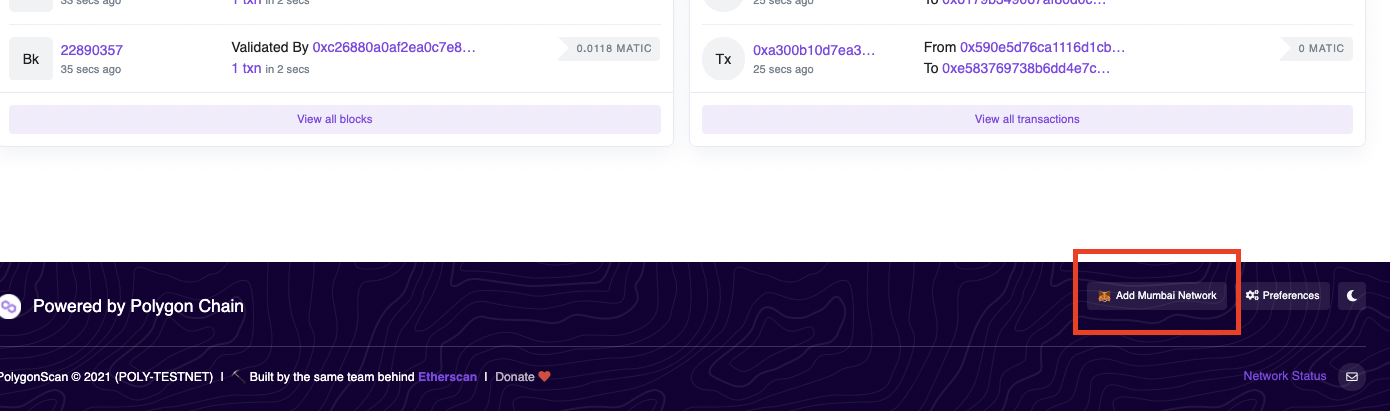 33 secs ago
1 txn in 2 secs
Bk
22890357
35 secs ago
Validated By 0xc26880a0af2ea0c7e8...
1 txn in 2 secs
0.0118 MATIC
View all blocks
25 secs ago
Tx
0xa300b10d7ea3...
25 secs ago
From 0x590e5d76ca1116d1cb...
To 0xe583769738b6dd4e7c...
0 MATIC
View all transactions
Powered by Polygon Chain
Add Mumbai Network
Preferences
PolygonScan © 2021 (POLY-TESTNET) | Built by the same team behind Etherscan | Donate
Network Status